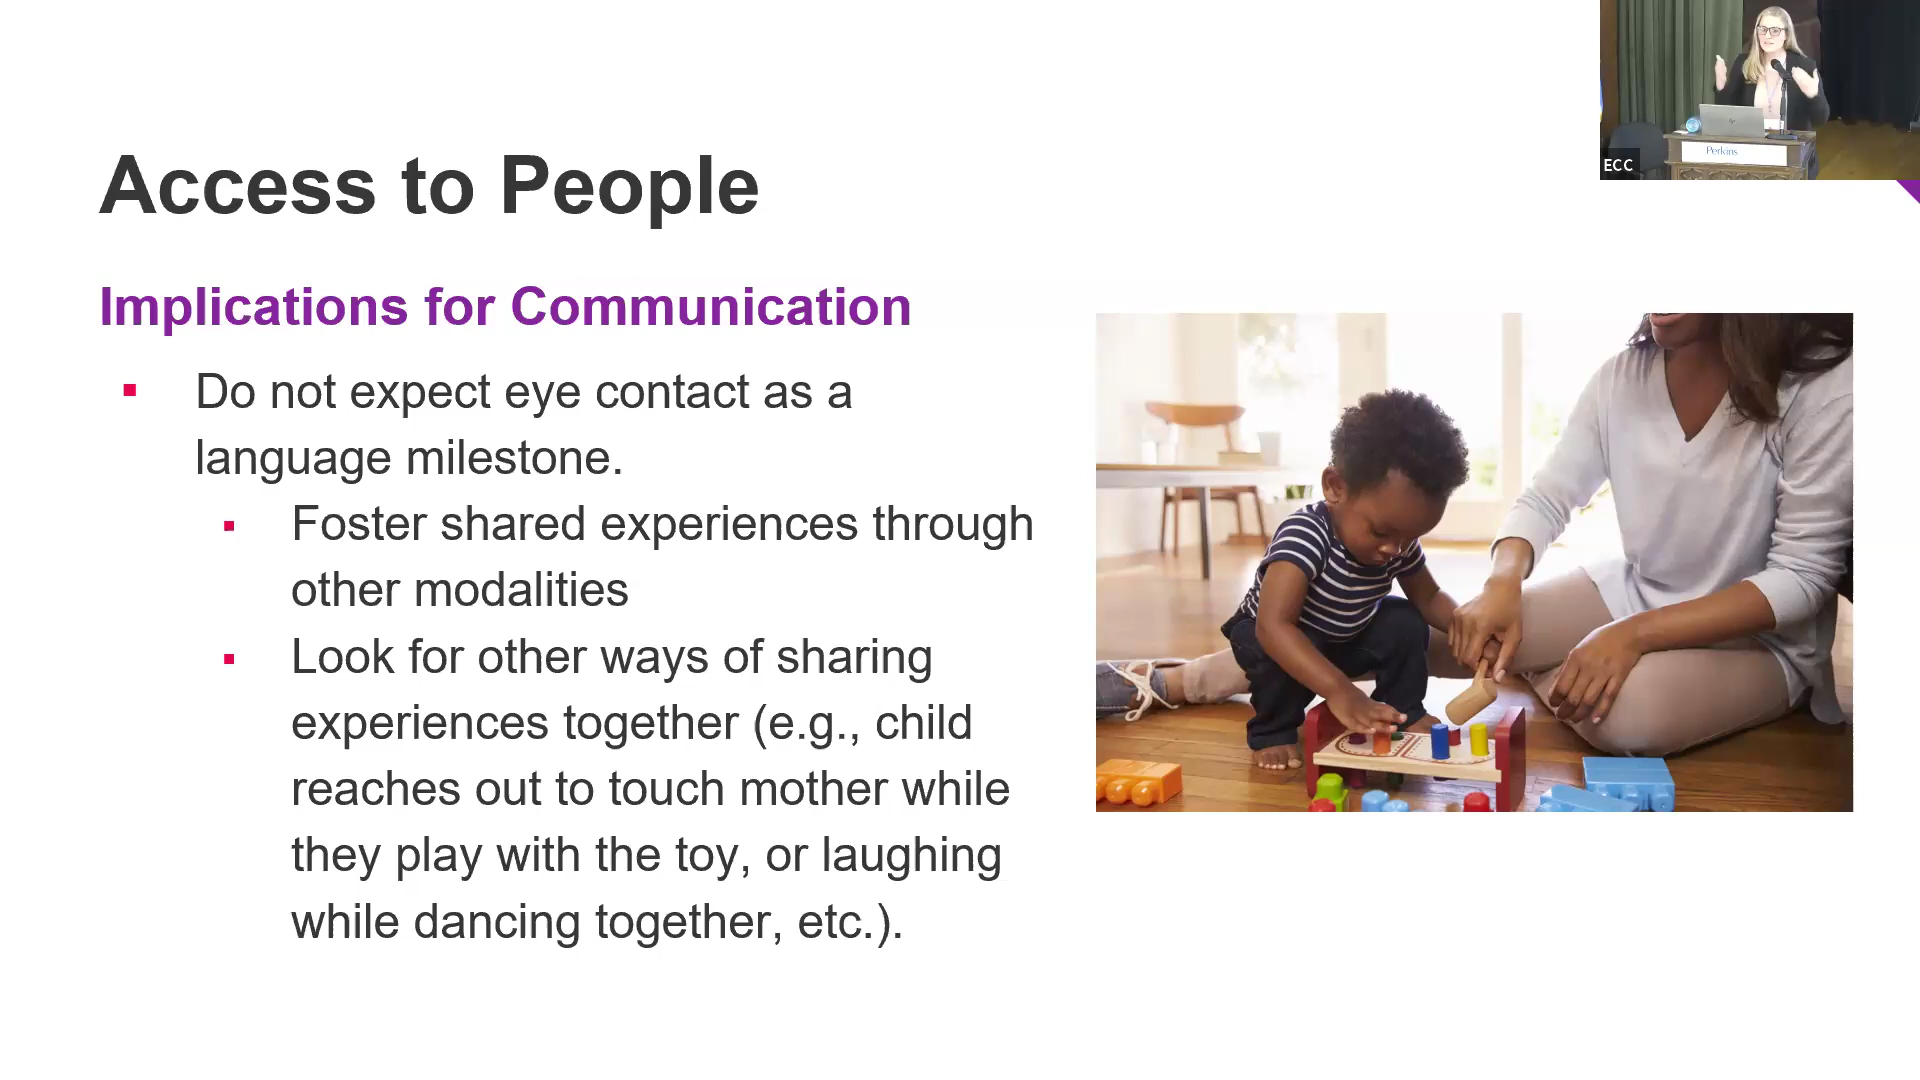 Access to People
Implications for Communication
Do not expect eye contact as a
language milestone.
Foster shared experiences through
other modalities
Look for other ways of sharing
experiences together (e.g., child
reaches out to touch mother while
they play with the toy, or laughing
while dancing together, etc.).
Perkins
ECC